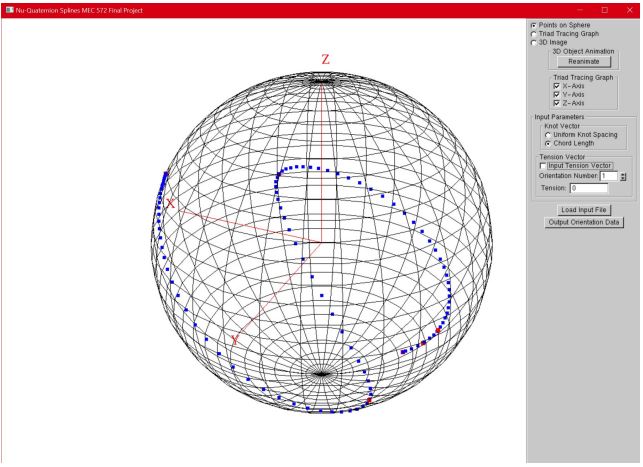 Nu-Quaternion Splines MEC 572 Final Project
Z
X
Y
Points on Sphere
Triad Tracing Graph
3D Image
3D Object Animation
Reanimate
Triad Tracing Graph
X-Axis
Y-Axis
Z-Axis
Input Parameters
Knot Vector
Uniform Knot Spacing
Chord Length
Tension Vector
Input Tension Vector
Orientation Number: 1
Tension: 0
Load Input File
Output Orientation Data